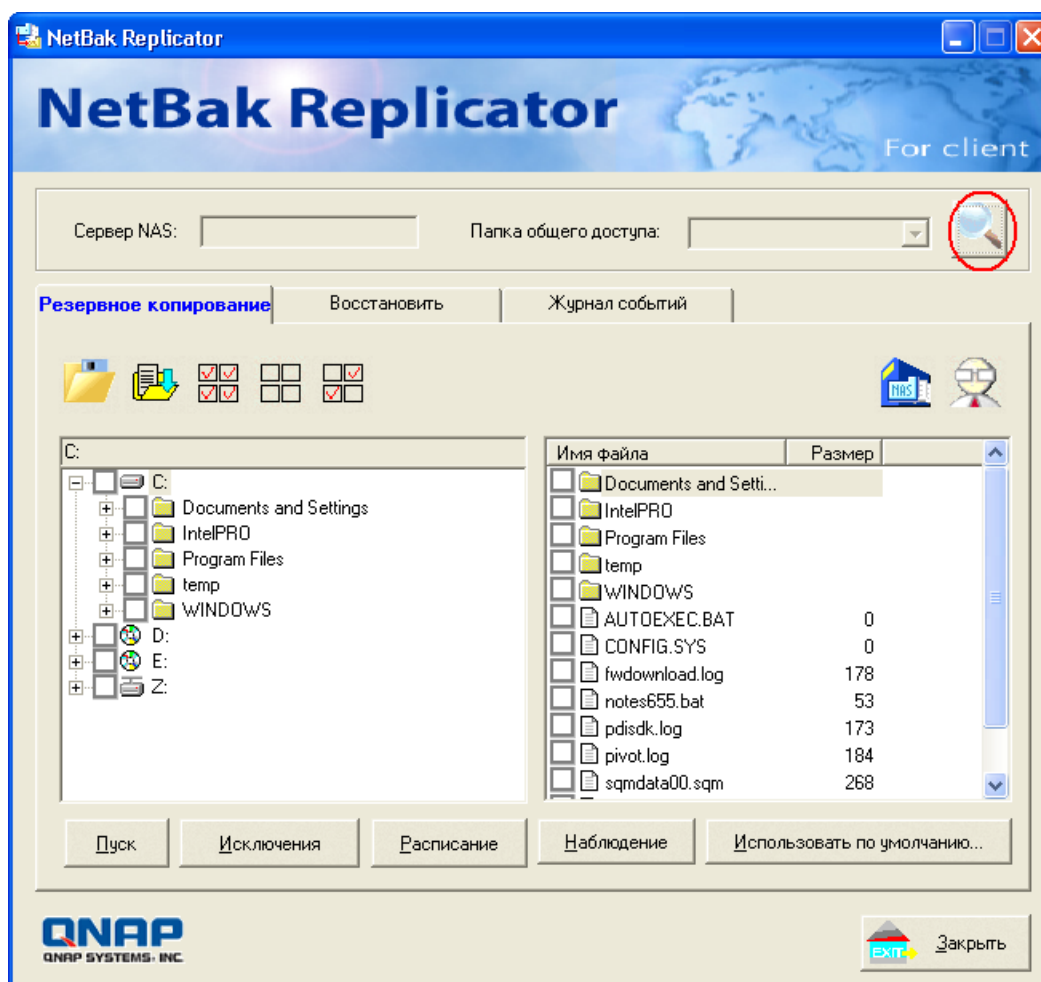 NetBak Replicator
NetBak Replicator
For client
Сервер NAS: Папка общего доступа:
Резервное копирование Восстановить Журнал событий
NAS
C: Имя файла Размер
C: Documents and Setti...
Documents and Settings IntelPRO
IntelPRO Program Files
Program Files temp
temp WINDOWS
WINDOWS AUTOEXEC.BAT 0
D: CONFIG.SYS 0
E: fwdownload.log 178
Z: notes655.bat 53
pdisdk.log 173
pivot.log 184
sqmdata00.sqm 268
Пуск Исключения Расписание Наблюдение Использовать по умолчанию...
QNAP
QNAP SYSTEMS, INC
EXIT Закрыть